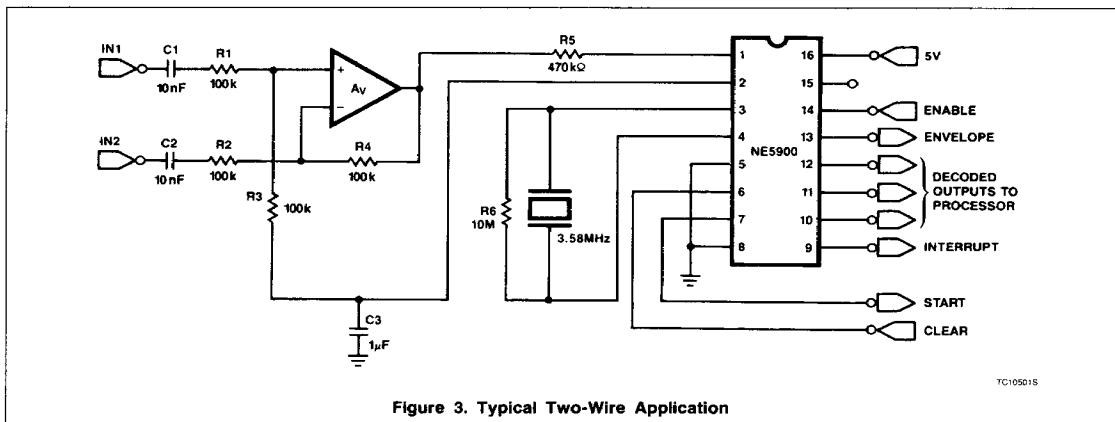 IN1
C1
10nF
R1
100k
+
AV
−
IN2
C2
10nF
R2
100k
R4
100k
R3
100k
C3
1μF
R5
470kΩ
R6
10M
3.58MHz
NE5900
1
2
3
4
5
6
7
8
16
15
14
13
12
11
10
9
5V
ENABLE
ENVELOPE
DECODED
OUTPUTS TO
PROCESSOR
INTERRUPT
START
CLEAR
TC10501S
Figure 3. Typical Two-Wire Application